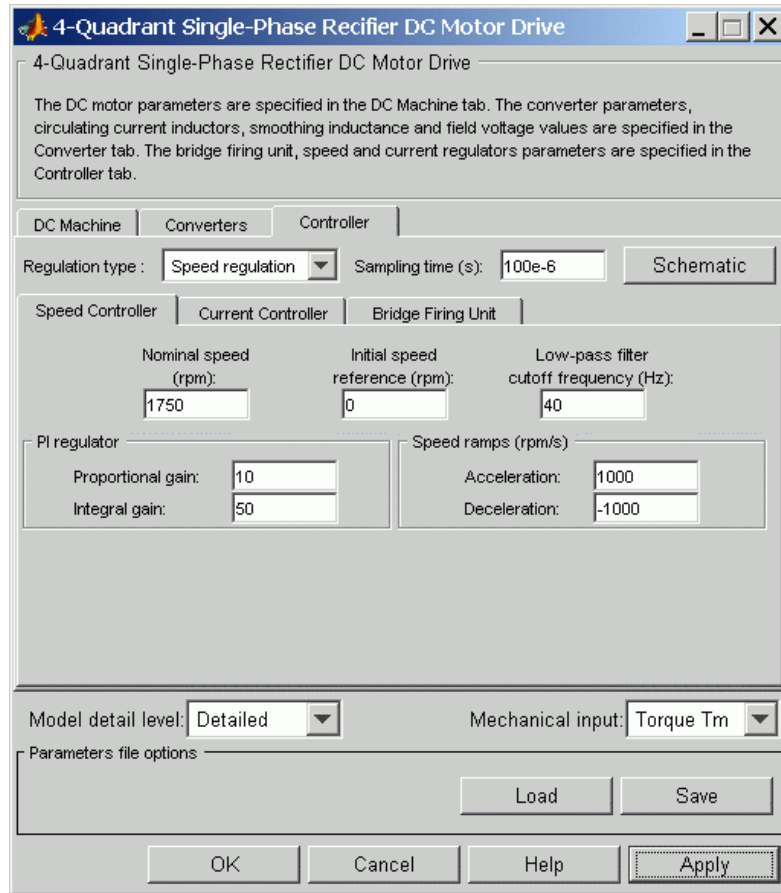 4-Quadrant Single-Phase Recifier DC Motor Drive
4-Quadrant Single-Phase Rectifier DC Motor Drive
The DC motor parameters are specified in the DC Machine tab. The converter parameters,
circulating current inductors, smoothing inductance and field voltage values are specified in the
Converter tab. The bridge firing unit, speed and current regulators parameters are specified in the
Controller tab.
DC Machine Converters Controller
Regulation type : Speed regulation Sampling time (s): 100e-6 Schematic
Speed Controller Current Controller Bridge Firing Unit
Nominal speed Initial speed Low-pass filter
(rpm): reference (rpm): cutoff frequency (Hz):
1750 0 40
PI regulator Speed ramps (rpm/s)
Proportional gain: 10 Acceleration: 1000
Integral gain: 50 Deceleration: -1000
Model detail level: Detailed Mechanical input: Torque Tm
Parameters file options
Load Save
OK Cancel Help Apply